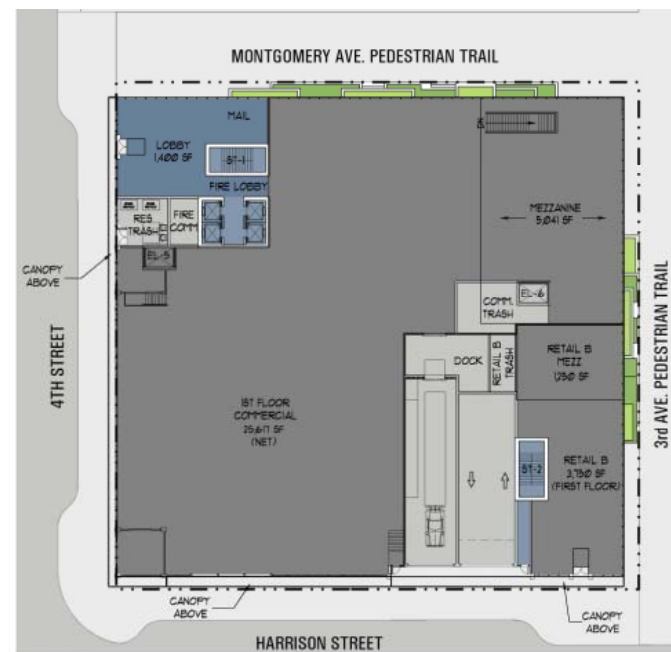 MONTGOMERY AVE. PEDESTRIAN TRAIL
MAIL
LOBBY
1,400 SF
ST-1
FIRE LOBBY
RES
TRASH
FIRE
COMM
EL-5
CANOPY
ABOVE
4TH STREET
DN
MEZZANINE
5,041 SF
EL-6
COMM.
TRASH
DOCK
RETAIL B
TRASH
RETAIL B
MEZZ
1,250 SF
3rd AVE. PEDESTRIAN TRAIL
1ST FLOOR
COMMERCIAL
25,617 SF
(NET)
ST-2
RETAIL B
3,750 SF
(FIRST FLOOR)
CANOPY
ABOVE
CANOPY
ABOVE
HARRISON STREET